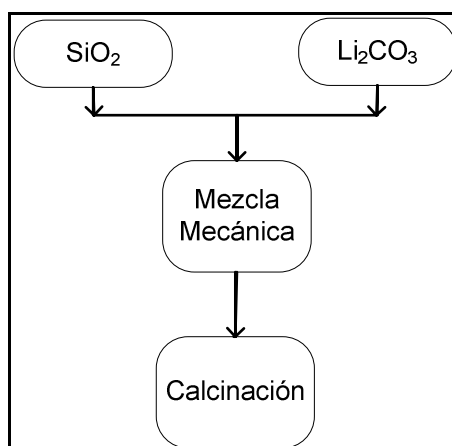 SiO₂
Li₂CO₃
Mezcla
Mecánica
Calcinación